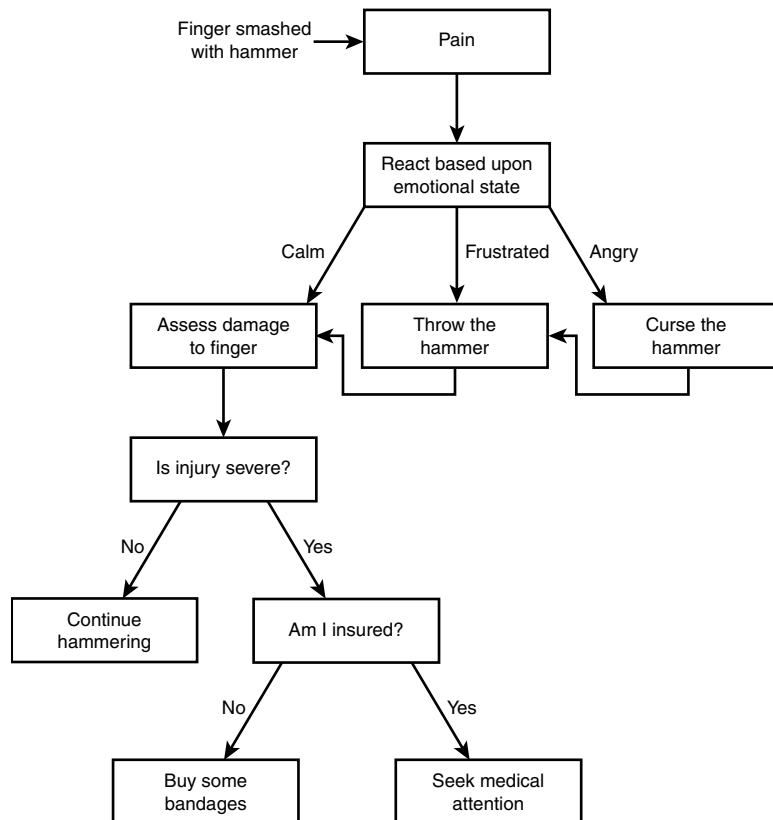 Finger smashed
with hammer
Pain
React based upon
emotional state
Calm
Frustrated
Angry
Assess damage
to finger
Throw the
hammer
Curse the
hammer
Is injury severe?
No
Yes
Continue
hammering
Am I insured?
No
Yes
Buy some
bandages
Seek medical
attention